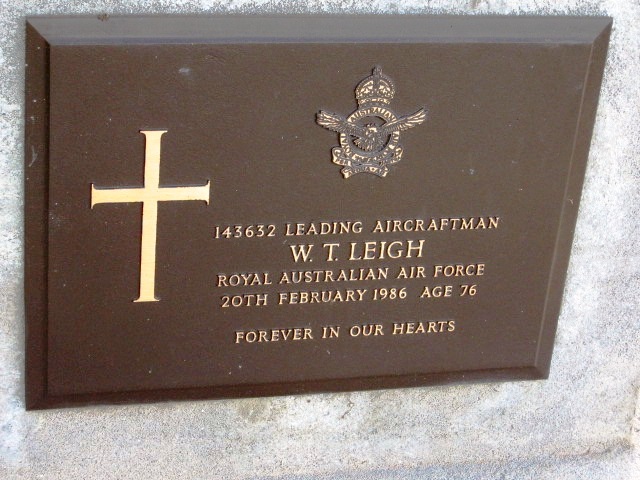 143632 LEADING AIRCRAFTMAN
W. T. LEIGH
ROYAL AUSTRALIAN AIR FORCE
20TH FEBRUARY 1986 AGE 76
FOREVER IN OUR HEARTS